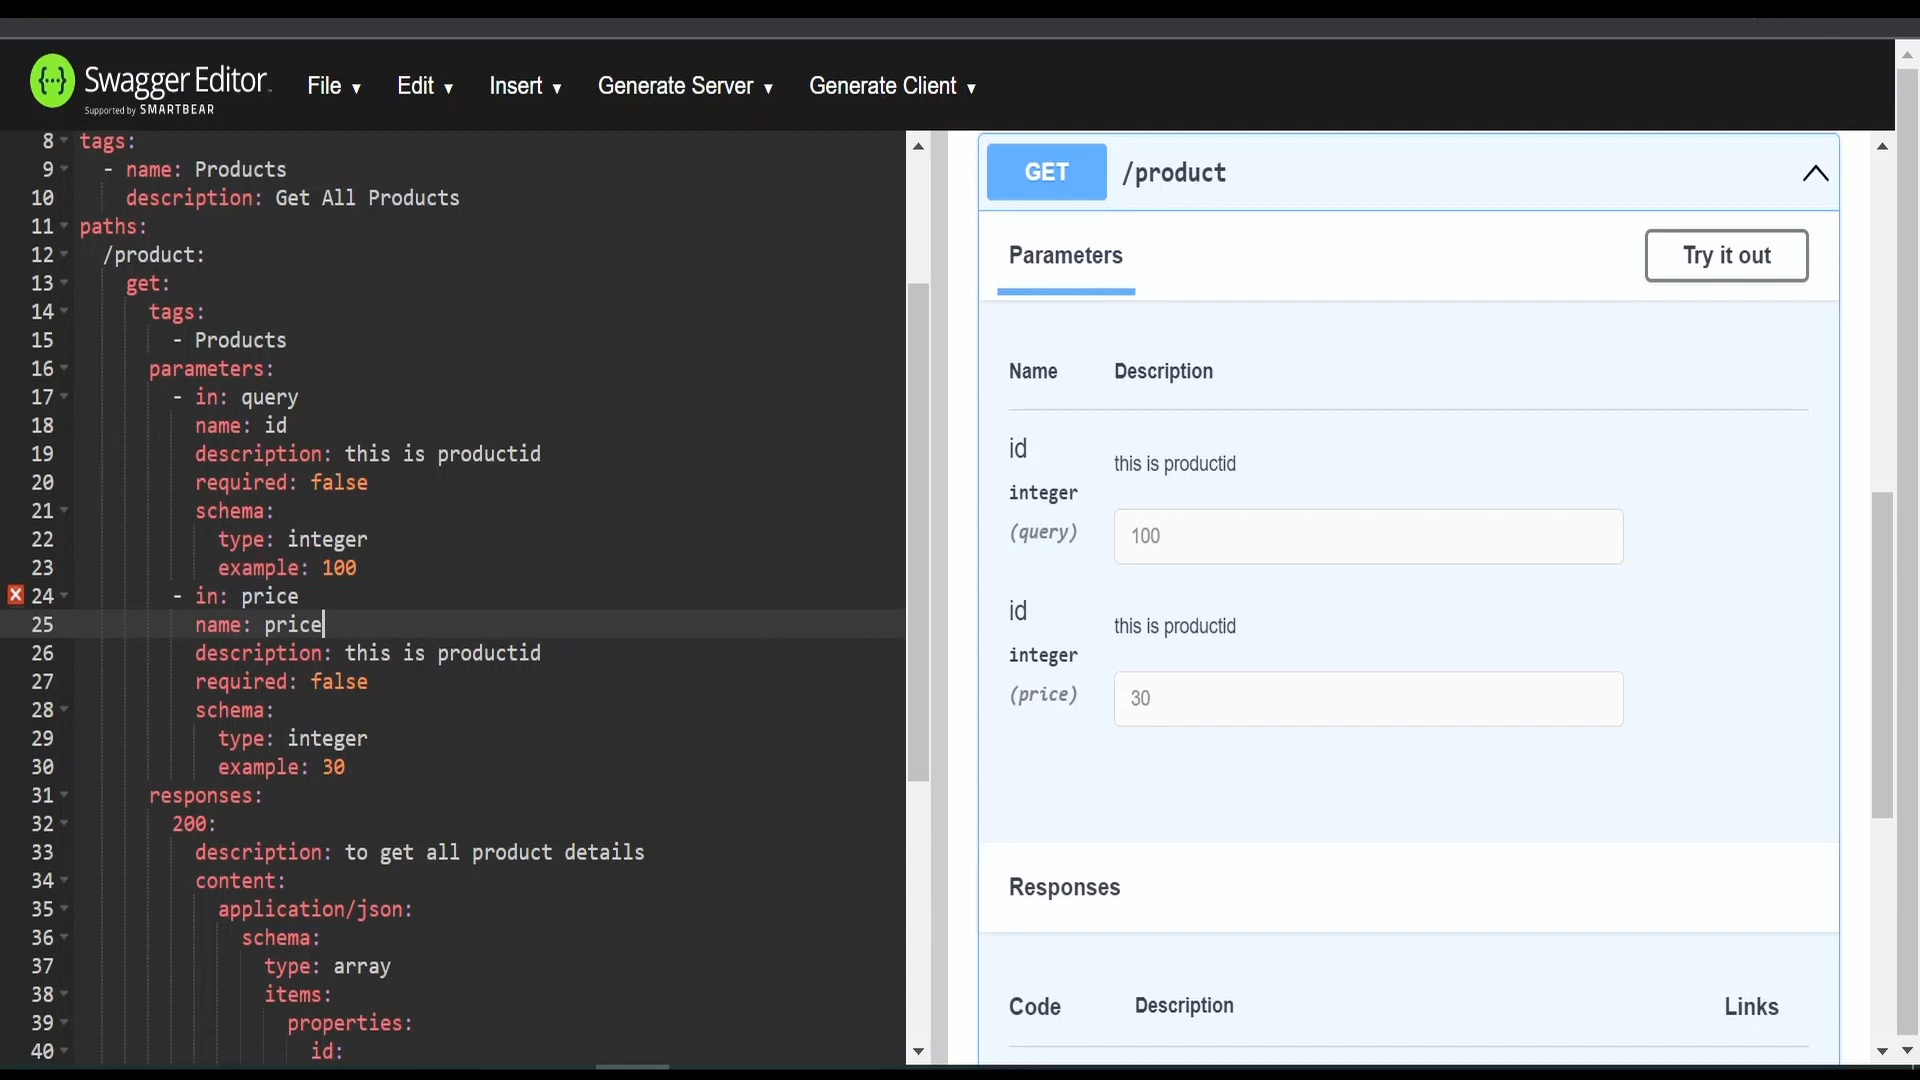 Swagger Editor
Supported by SMARTBEAR
File
Edit
Insert
Generate Server
Generate Client
8 tags:
9 - name: Products
10 description: Get All Products
11 paths:
12 /product:
13 get:
14 tags:
15 - Products
16 parameters:
17 - in: query
18 name: id
19 description: this is productid
20 required: false
21 schema:
22 type: integer
23 example: 100
24 - in: price
25 name: price
26 description: this is productid
27 required: false
28 schema:
29 type: integer
30 example: 30
31 responses:
32 200:
33 description: to get all product details
34 content:
35 application/json:
36 schema:
37 type: array
38 items:
39 properties:
40 id:
GET /product
Parameters
Try it out
Name Description
id
this is productid
integer
(query)
100
id
this is productid
integer
(price)
30
Responses
Code Description Links